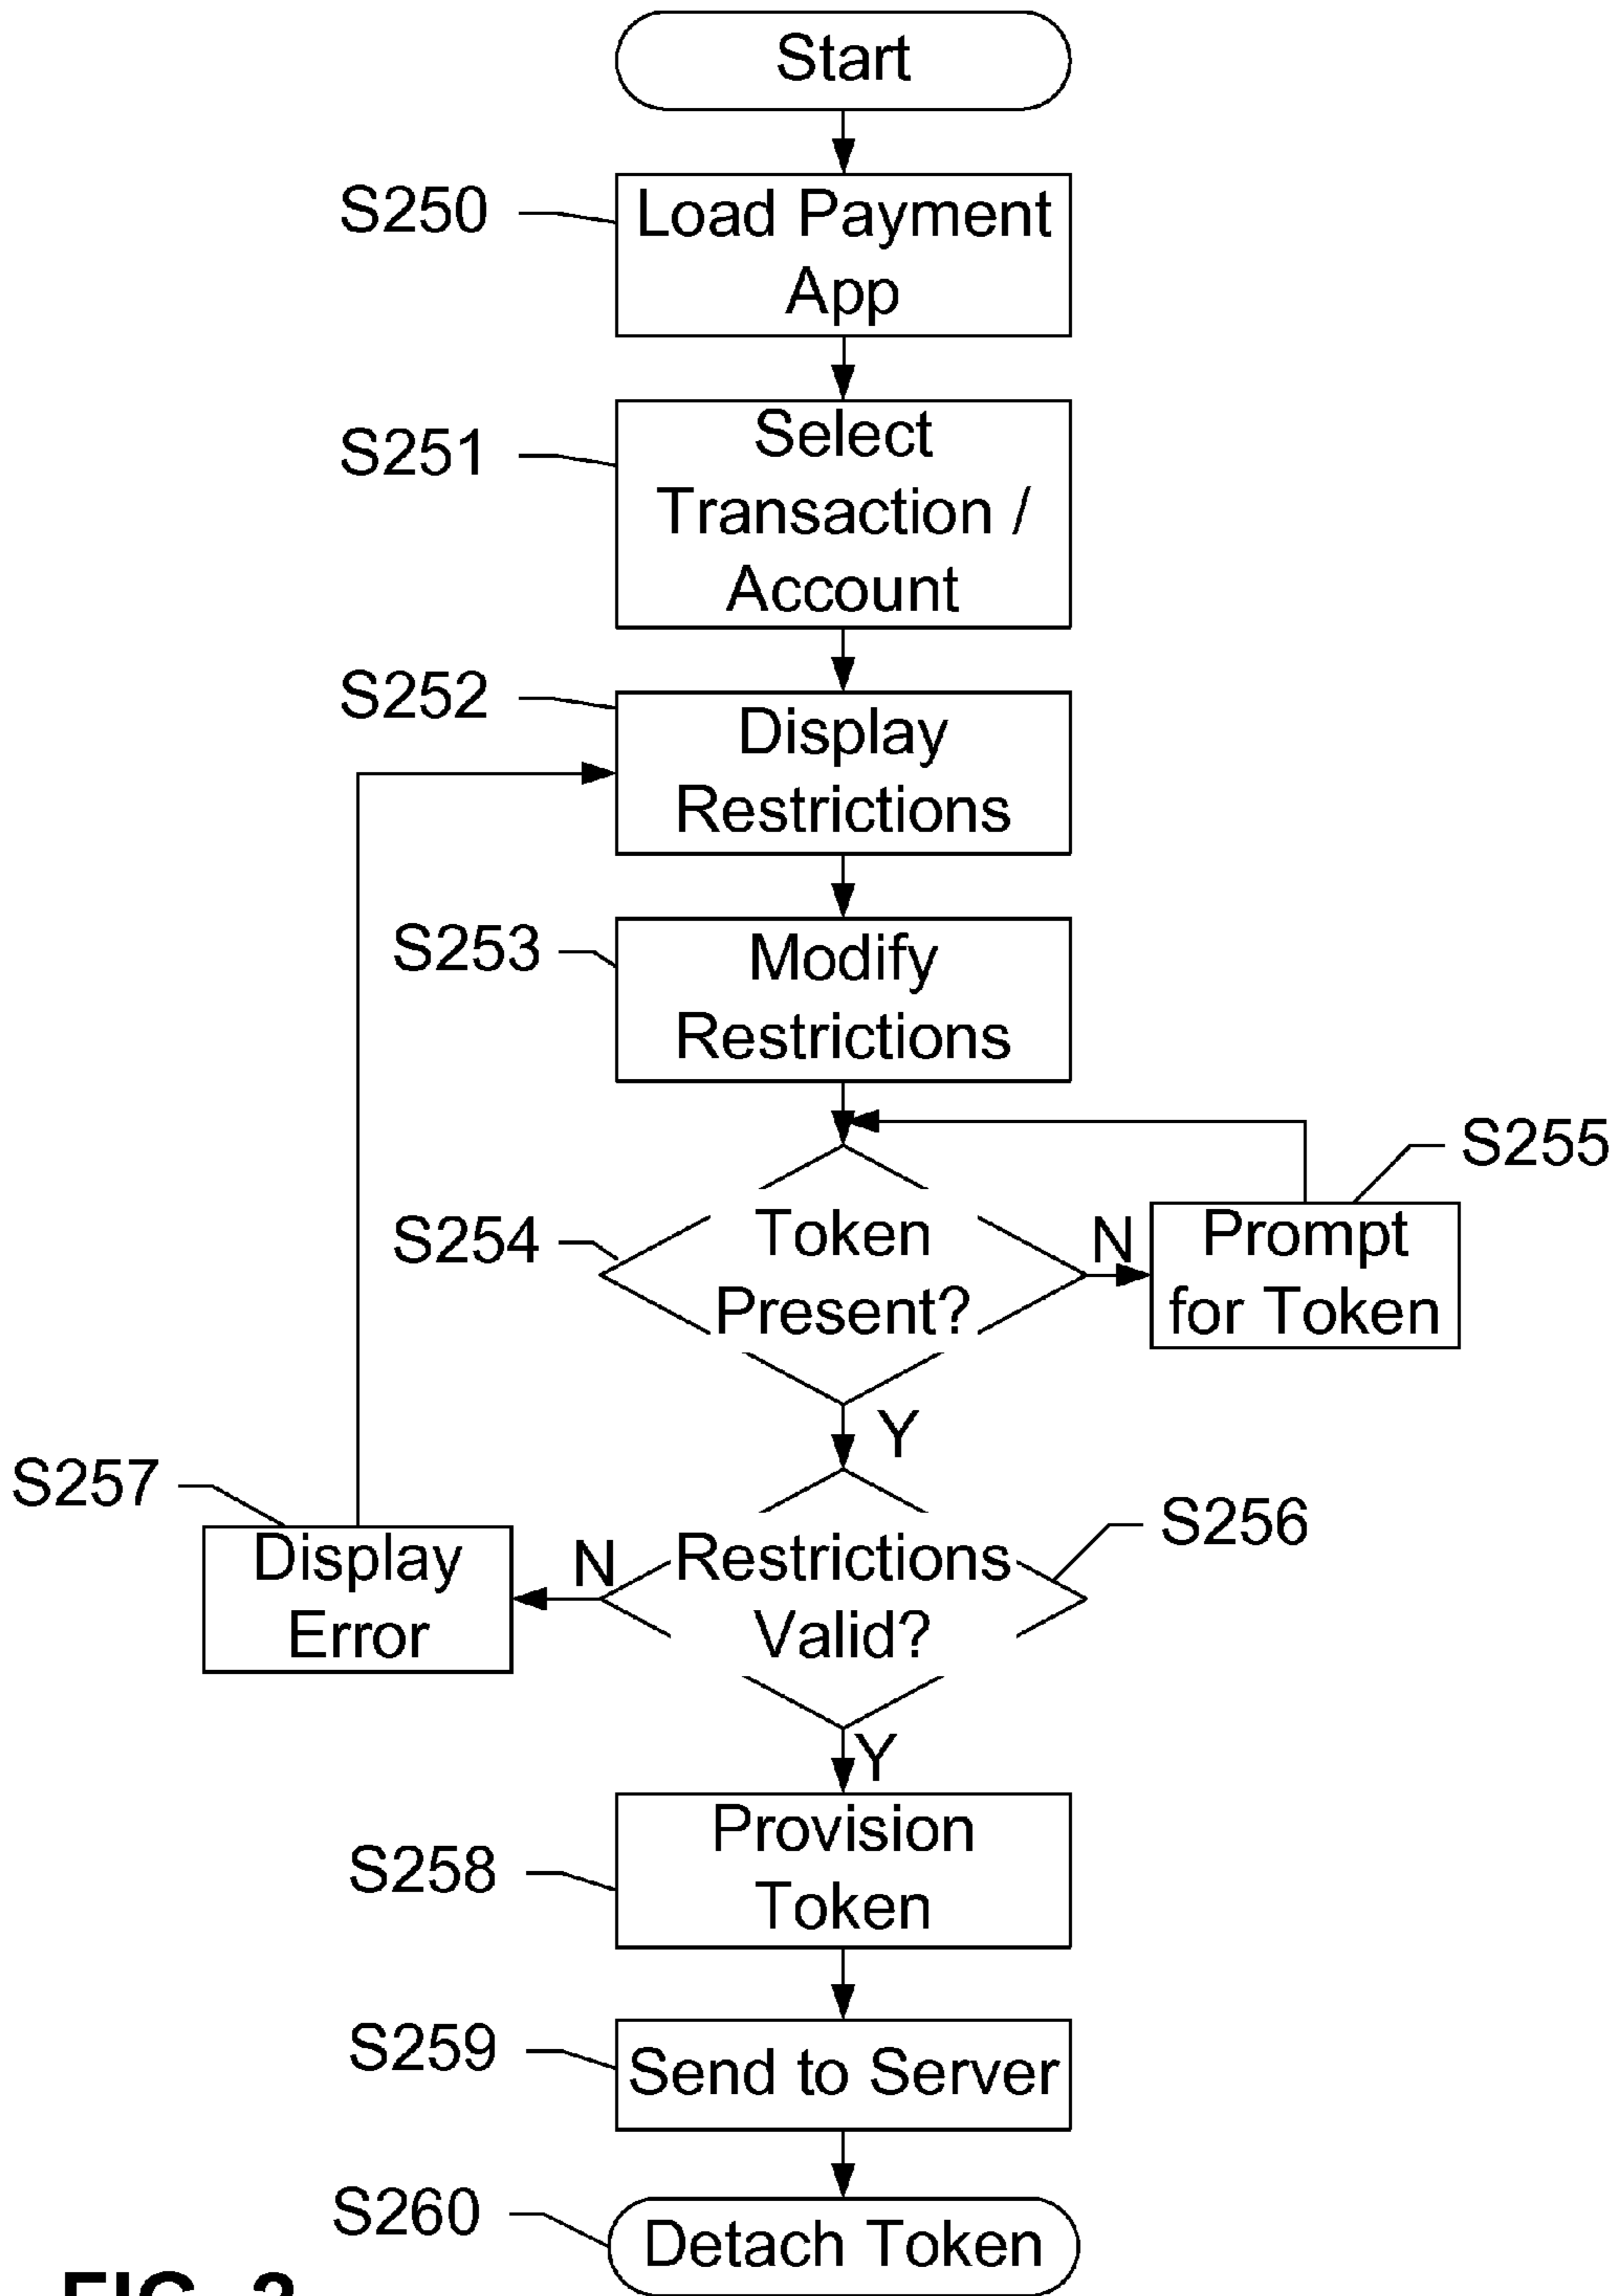 Start
S250
Load Payment
App
S251
Select
Transaction /
Account
S252
Display
Restrictions
S253
Modify
Restrictions
S254
Token
Present?
N
S255
Prompt
for Token
Y
S257
Display
Error
N
Restrictions
Valid?
S256
Y
S258
Provision
Token
S259
Send to Server
S260
Detach Token